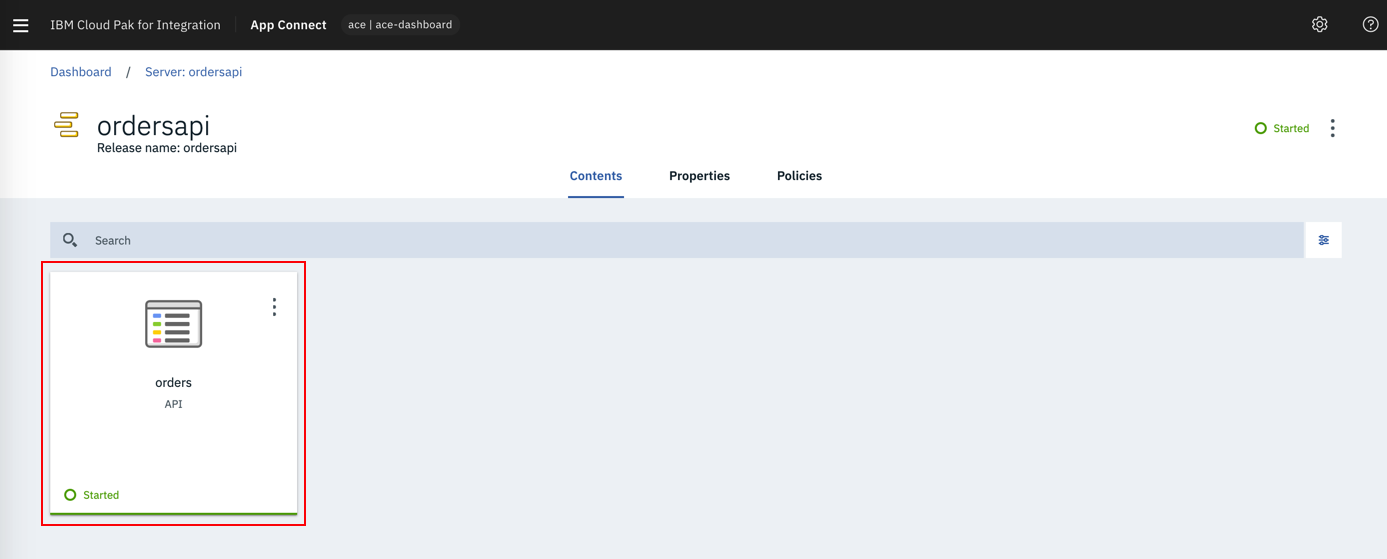 IBM Cloud Pak for Integration App Connect ace | ace-dashboard
Dashboard / Server: ordersapi
ordersapi
Release name: ordersapi
Started
Contents Properties Policies
Search
orders
API
Started